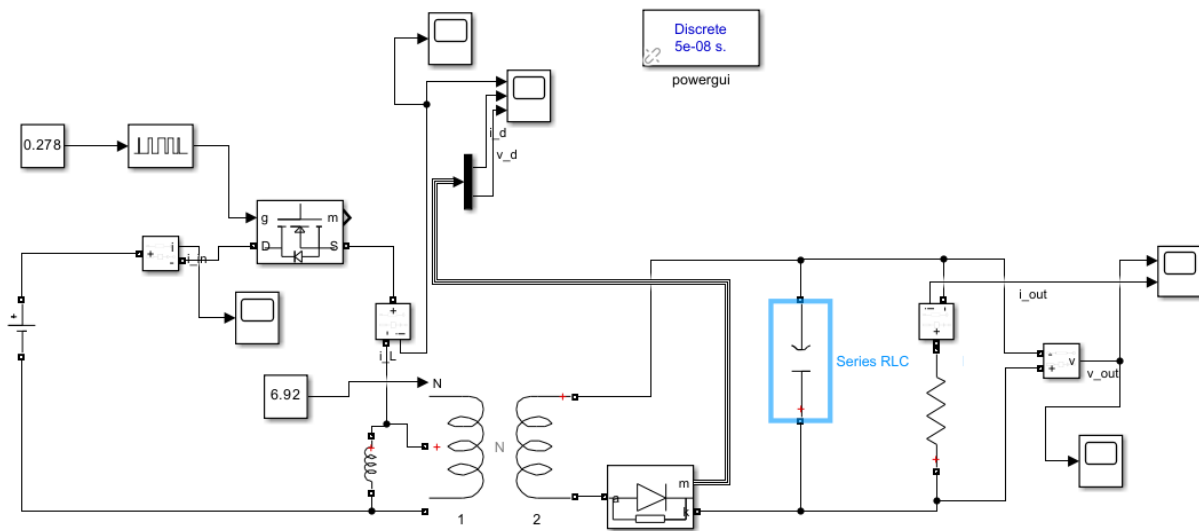 Discrete
5e-08 s.
powergui
i_d
v_d
0.278
g
m
D
S
+
i
-
i_in
+
+
-
i
i_L
6.92
N
+
+
N
+
1
2
a
m
k
Series RLC
+
i
-
+
i_out
+
-
+
v
v_out